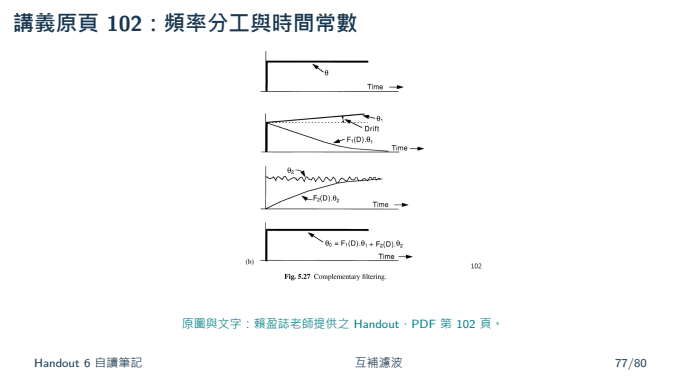 講義原頁 102：頻率分工與時間常數
θ
Time
θ₁
Drift
F₁(D).θ₁
Time
θ₂
F₂(D).θ₂
Time
θ₀ = F₁(D).θ₁ + F₂(D).θ₂
Time
(b)
102
Fig. 5.27 Complementary filtering.
原圖與文字：賴盈誌老師提供之 Handout，PDF 第 102 頁。
Handout 6 自讀筆記
互補濾波
77/80